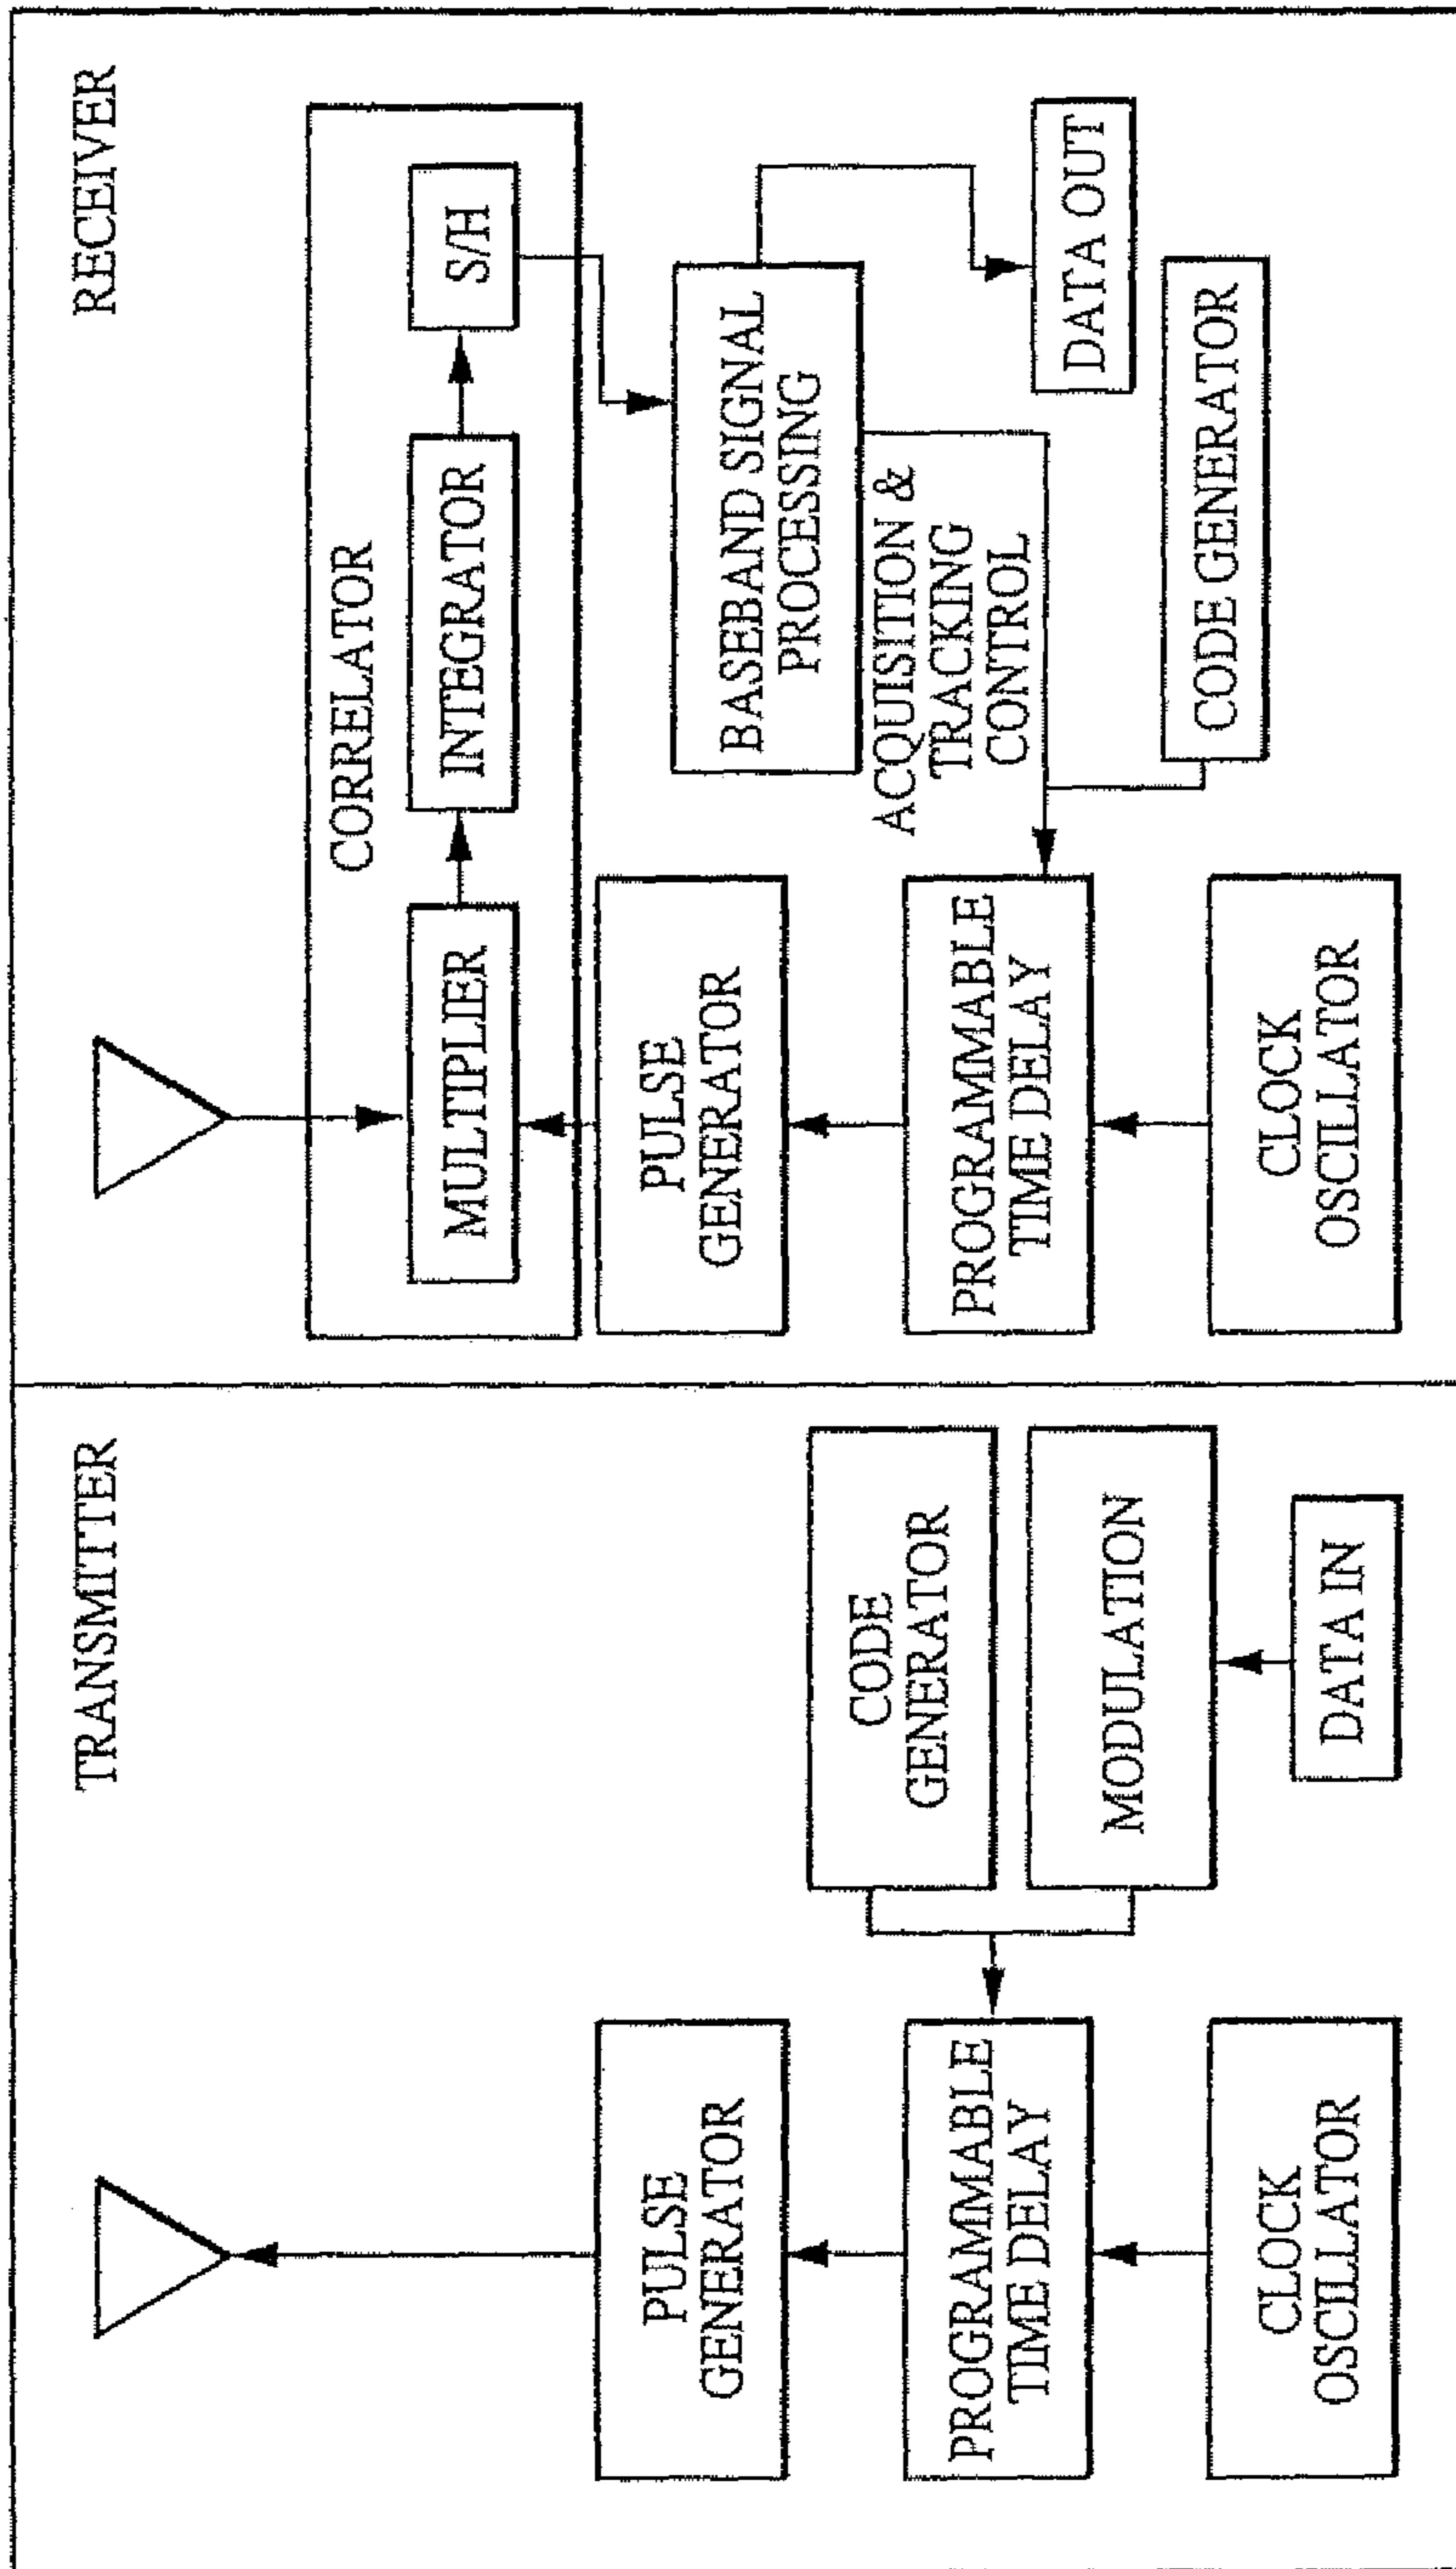 TRANSMITTER
PULSE
GENERATOR
PROGRAMMABLE
TIME DELAY
CLOCK
OSCILLATOR
CODE
GENERATOR
MODULATION
DATA IN
RECEIVER
CORRELATOR
MULTIPLIER
INTEGRATOR
S/H
PULSE
GENERATOR
BASEBAND SIGNAL
PROCESSING
ACQUISITION &
TRACKING
CONTROL
PROGRAMMABLE
TIME DELAY
DATA OUT
CODE GENERATOR
CLOCK
OSCILLATOR